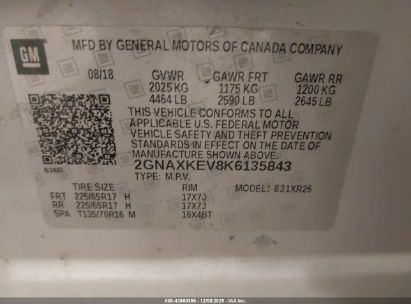 GM
MFD BY GENERAL MOTORS OF CANADA COMPANY
08/18 GVWR GAWR FRT GAWR RR
2025 KG 1175 KG 1200 KG
4464 LB 2590 LB 2645 LB
THIS VEHICLE CONFORMS TO ALL
APPLICABLE U.S. FEDERAL MOTOR
VEHICLE SAFETY AND THEFT PREVENTION
STANDARDS IN EFFECT ON THE DATE OF
MANUFACTURE SHOWN ABOVE.
2GNAXKEV8K6135843
TYPE: M.P.V.
TIRE SIZE RIM MODEL: 831XR26
FRT 225/65R17 H 17X7J
RR 225/65R17 H 17X7J
SPA T135/70R16 M 16X4BT